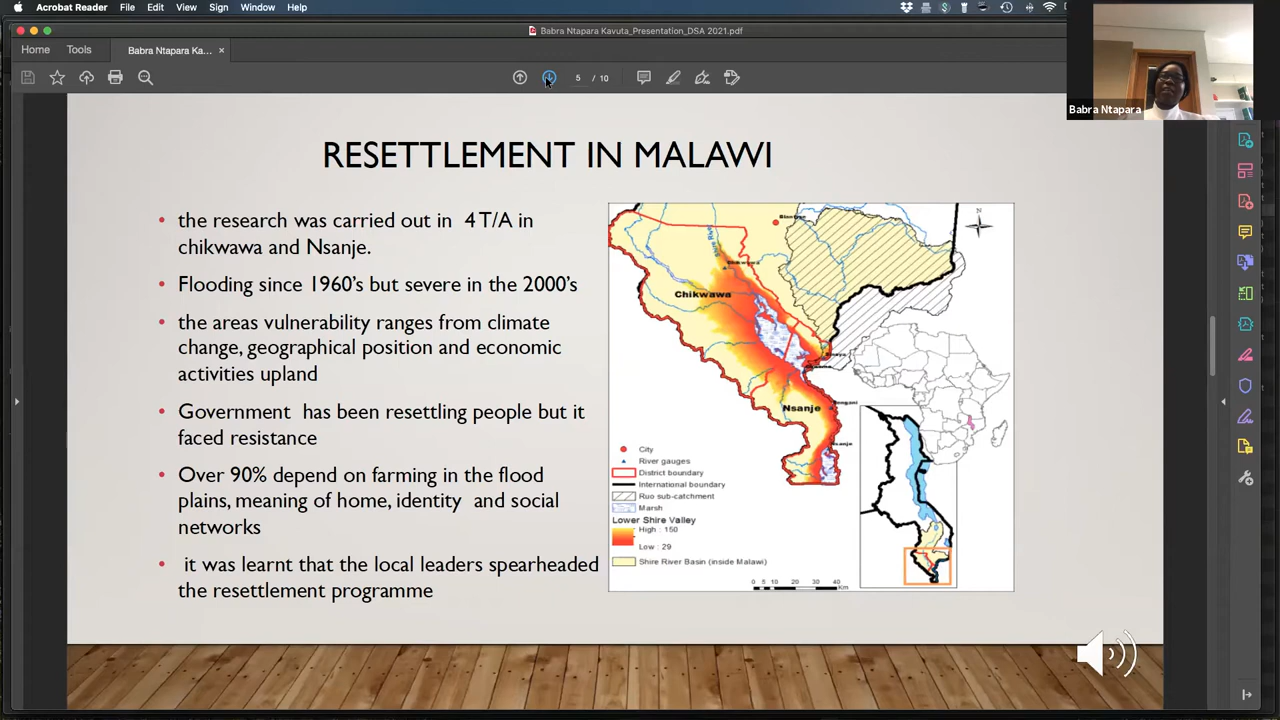 Acrobat Reader File Edit View Sign Window Help
Babra Ntapara Kavuta_Presentation_DSA 2021.pdf
Home Tools Babra Ntapara Ka... ×
5 / 10
Babra Ntapara
RESETTLEMENT IN MALAWI
• the research was carried out in 4 T/A in
chikwawa and Nsanje.
• Flooding since 1960's but severe in the 2000's
• the areas vulnerability ranges from climate
change, geographical position and economic
activities upland
• Government has been resettling people but it
faced resistance
• Over 90% depend on farming in the flood
plains, meaning of home, identity and social
networks
• it was learnt that the local leaders spearheaded
the resettlement programme
Blantyre
Chikwawa
Chikwawa
Nsanje
Nsanje
City
River gauges
District boundary
International boundary
Ruo sub-catchment
Marsh
Lower Shire Valley
High : 150
Low : 29
Shire River Basin (inside Malawi)
0 5 10 20 30 40
Km